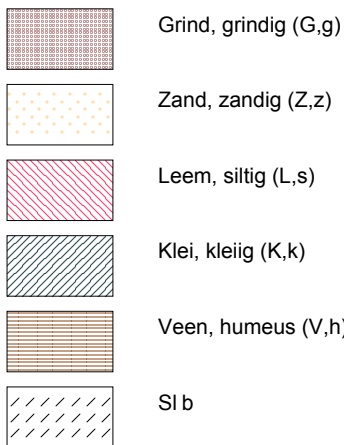 Grind, grindig (G,g)
Zand, zandig (Z,z)
Leem, siltig (L,s)
Klei, kleiig (K,k)
Veen, humeus (V,h)
Sl b